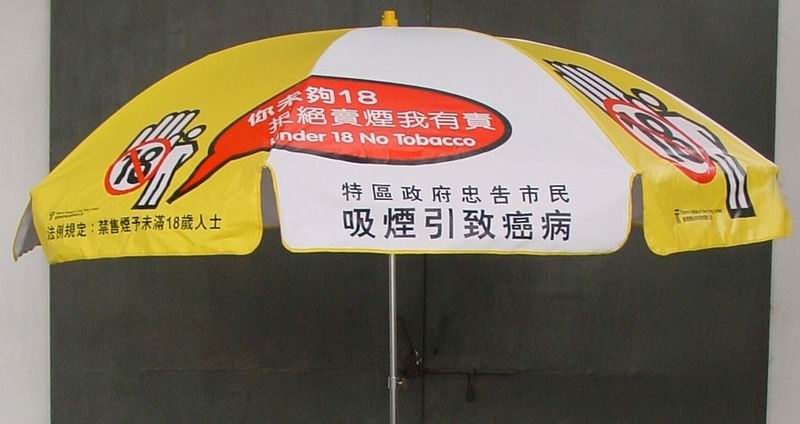 你未夠18
拒絕賣煙我有責
Under 18 No Tobacco
特區政府忠告市民
吸煙引致癌病
18
法例規定：禁售煙予未滿18歲人士
18